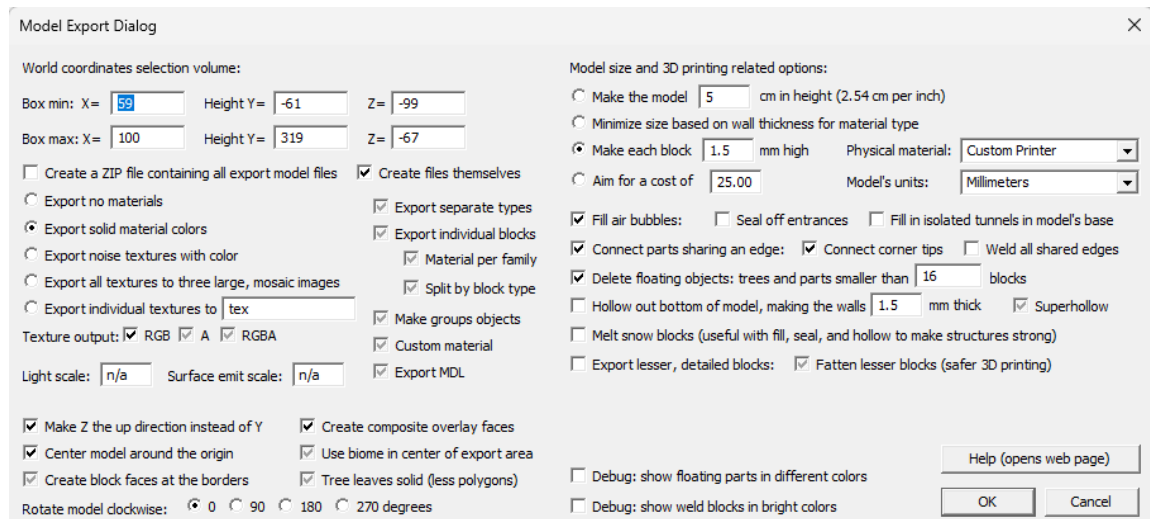 Model Export Dialog
World coordinates selection volume:
Box min: X= 59 Height Y= -61 Z= -99
Box max: X= 100 Height Y= 319 Z= -67
Create a ZIP file containing all export model files Create files themselves
Export no materials
Export solid material colors
Export noise textures with color
Export all textures to three large, mosaic images
Export individual textures to tex
Texture output: RGB A RGBA
Light scale: n/a Surface emit scale: n/a
Export separate types
Export individual blocks
Material per family
Split by block type
Make groups objects
Custom material
Export MDL
Make Z the up direction instead of Y Create composite overlay faces
Center model around the origin Use biome in center of export area
Create block faces at the borders Tree leaves solid (less polygons)
Rotate model clockwise: 0 90 180 270 degrees
Model size and 3D printing related options:
Make the model 5 cm in height (2.54 cm per inch)
Minimize size based on wall thickness for material type
Make each block 1.5 mm high Physical material: Custom Printer
Aim for a cost of 25.00 Model's units: Millimeters
Fill air bubbles: Seal off entrances Fill in isolated tunnels in model's base
Connect parts sharing an edge: Connect corner tips Weld all shared edges
Delete floating objects: trees and parts smaller than 16 blocks
Hollow out bottom of model, making the walls 1.5 mm thick Superhollow
Melt snow blocks (useful with fill, seal, and hollow to make structures strong)
Export lesser, detailed blocks: Fatten lesser blocks (safer 3D printing)
Debug: show floating parts in different colors
Debug: show weld blocks in bright colors
Help (opens web page)
OK Cancel